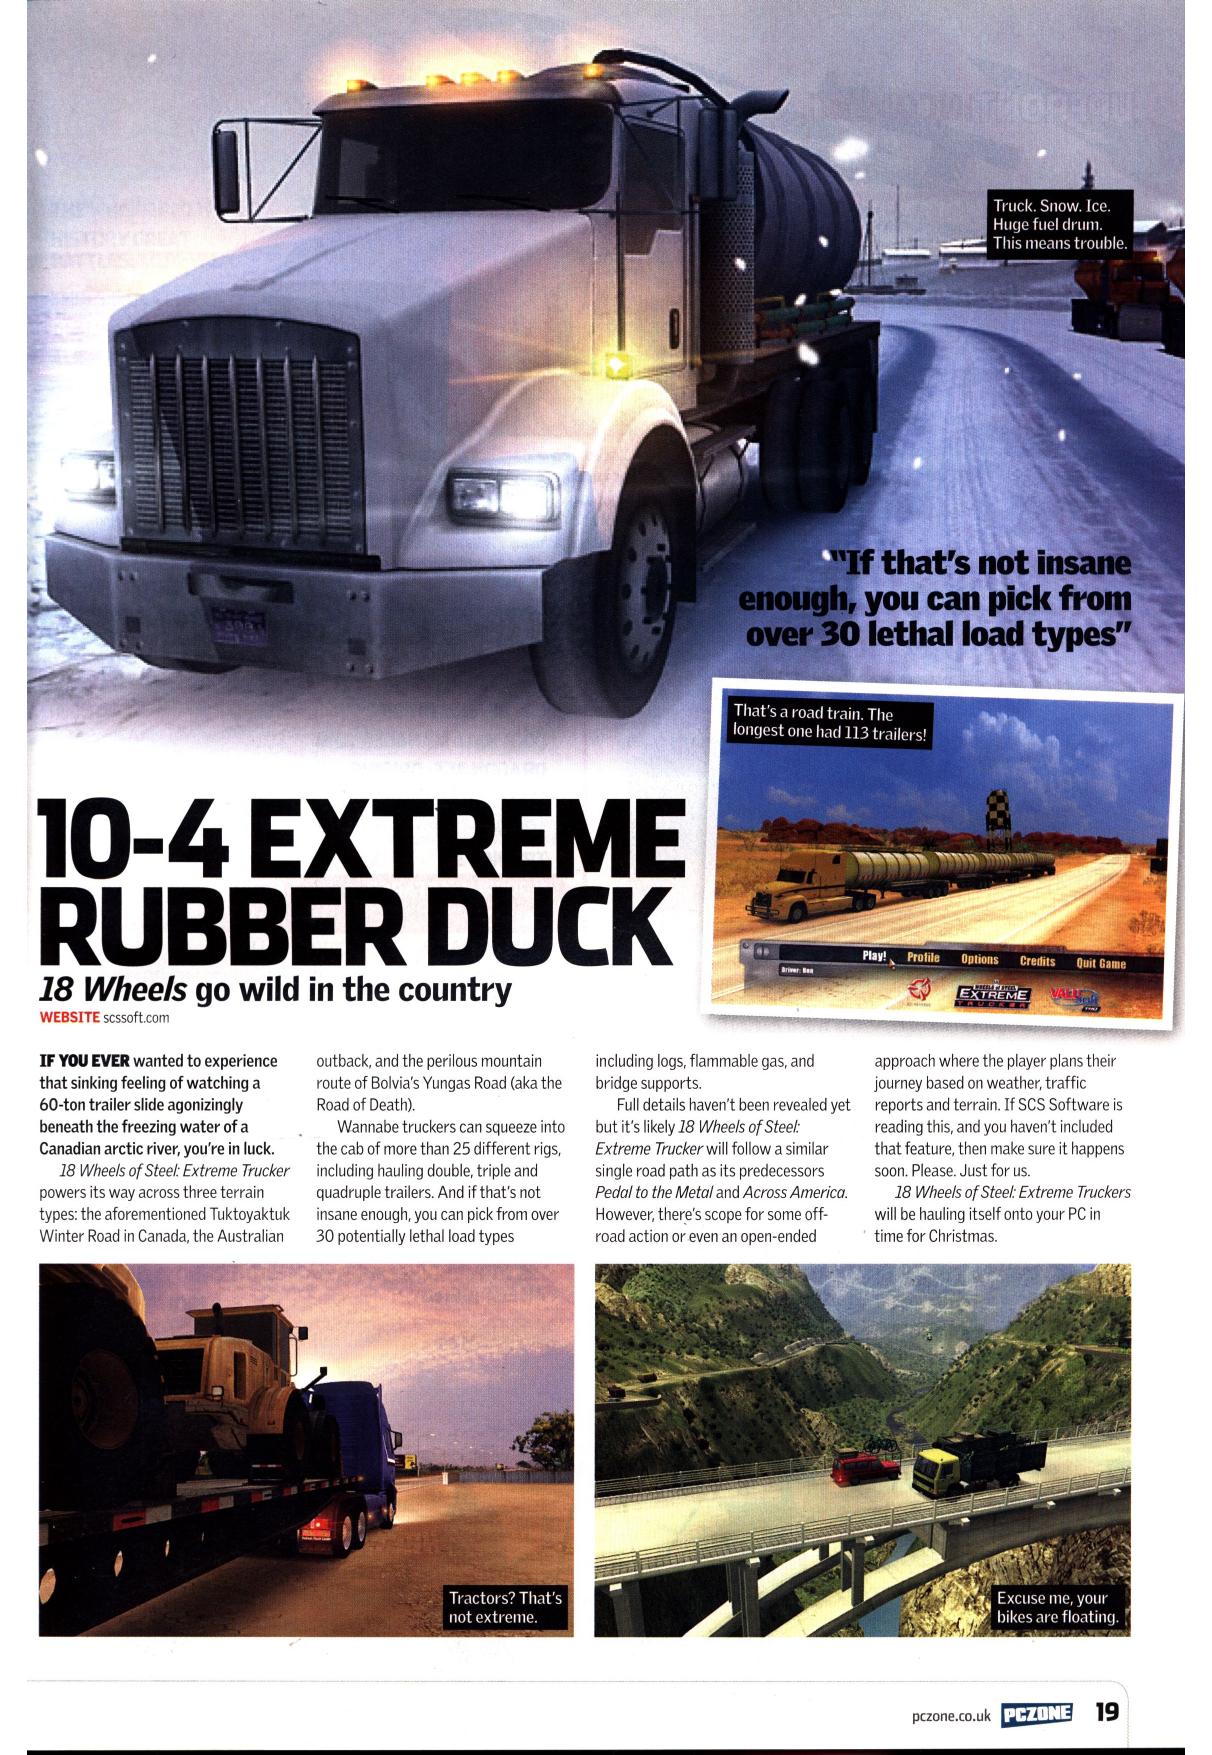 Truck. Snow. Ice.
Huge fuel drum.
This means trouble.
"If that's not insane
enough, you can pick from
over 30 lethal load types"
That's a road train. The
longest one had 113 trailers!
Play!
Profile
Options
Credits
Quit Game
Driver: Ben
18 WHEELS OF STEEL
EXTREME
TRUCKER
10-4 EXTREME
RUBBER DUCK
18 Wheels go wild in the country
WEBSITE scssoft.com
IF YOU EVER wanted to experience
that sinking feeling of watching a
60-ton trailer slide agonizingly
beneath the freezing water of a
Canadian arctic river, you're in luck.
18 Wheels of Steel: Extreme Trucker
powers its way across three terrain
types: the aforementioned Tuktoyaktuk
Winter Road in Canada, the Australian
outback, and the perilous mountain
route of Bolvia's Yungas Road (aka the
Road of Death).
Wannabe truckers can squeeze into
the cab of more than 25 different rigs,
including hauling double, triple and
quadruple trailers. And if that's not
insane enough, you can pick from over
30 potentially lethal load types
including logs, flammable gas, and
bridge supports.
Full details haven't been revealed yet
but it's likely 18 Wheels of Steel:
Extreme Trucker will follow a similar
single road path as its predecessors
Pedal to the Metal and Across America.
However, there's scope for some off-
road action or even an open-ended
approach where the player plans their
journey based on weather, traffic
reports and terrain. If SCS Software is
reading this, and you haven't included
that feature, then make sure it happens
soon. Please. Just for us.
18 Wheels of Steel: Extreme Truckers
will be hauling itself onto your PC in
time for Christmas.
Tractors? That's
not extreme.
Excuse me, your
bikes are floating.
pczone.co.uk PCZONE 19